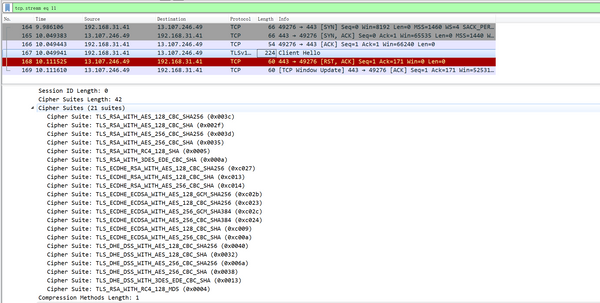 tcp.stream eq 11
No. Time Source Destination Protocol Length Info
164 9.986106 192.168.31.41 13.107.246.49 TCP 66 49276 → 443 [SYN] Seq=0 Win=8192 Len=0 MSS=1460 WS=4 SACK_PER…
165 10.049383 13.107.246.49 192.168.31.41 TCP 66 443 → 49276 [SYN, ACK] Seq=0 Ack=1 Win=65535 Len=0 MSS=1440 W…
166 10.049443 192.168.31.41 13.107.246.49 TCP 54 49276 → 443 [ACK] Seq=1 Ack=1 Win=66240 Len=0
167 10.049941 192.168.31.41 13.107.246.49 TLSv1… 224 Client Hello
168 10.111525 13.107.246.49 192.168.31.41 TCP 60 443 → 49276 [RST, ACK] Seq=1 Ack=171 Win=0 Len=0
169 10.111610 13.107.246.49 192.168.31.41 TCP 60 [TCP Window Update] 443 → 49276 [ACK] Seq=1 Ack=171 Win=52531…
Session ID Length: 0
Cipher Suites Length: 42
Cipher Suites (21 suites)
Cipher Suite: TLS_RSA_WITH_AES_128_CBC_SHA256 (0x003c)
Cipher Suite: TLS_RSA_WITH_AES_128_CBC_SHA (0x002f)
Cipher Suite: TLS_RSA_WITH_AES_256_CBC_SHA256 (0x003d)
Cipher Suite: TLS_RSA_WITH_AES_256_CBC_SHA (0x0035)
Cipher Suite: TLS_RSA_WITH_RC4_128_SHA (0x0005)
Cipher Suite: TLS_RSA_WITH_3DES_EDE_CBC_SHA (0x000a)
Cipher Suite: TLS_ECDHE_RSA_WITH_AES_128_CBC_SHA256 (0xc027)
Cipher Suite: TLS_ECDHE_RSA_WITH_AES_128_CBC_SHA (0xc013)
Cipher Suite: TLS_ECDHE_RSA_WITH_AES_256_CBC_SHA (0xc014)
Cipher Suite: TLS_ECDHE_ECDSA_WITH_AES_128_GCM_SHA256 (0xc02b)
Cipher Suite: TLS_ECDHE_ECDSA_WITH_AES_128_CBC_SHA256 (0xc023)
Cipher Suite: TLS_ECDHE_ECDSA_WITH_AES_256_GCM_SHA384 (0xc02c)
Cipher Suite: TLS_ECDHE_ECDSA_WITH_AES_256_CBC_SHA384 (0xc024)
Cipher Suite: TLS_ECDHE_ECDSA_WITH_AES_128_CBC_SHA (0xc009)
Cipher Suite: TLS_ECDHE_ECDSA_WITH_AES_256_CBC_SHA (0xc00a)
Cipher Suite: TLS_DHE_DSS_WITH_AES_128_CBC_SHA256 (0x0040)
Cipher Suite: TLS_DHE_DSS_WITH_AES_128_CBC_SHA (0x0032)
Cipher Suite: TLS_DHE_DSS_WITH_AES_256_CBC_SHA256 (0x006a)
Cipher Suite: TLS_DHE_DSS_WITH_AES_256_CBC_SHA (0x0038)
Cipher Suite: TLS_DHE_DSS_WITH_3DES_EDE_CBC_SHA (0x0013)
Cipher Suite: TLS_RSA_WITH_RC4_128_MD5 (0x0004)
Compression Methods Length: 1